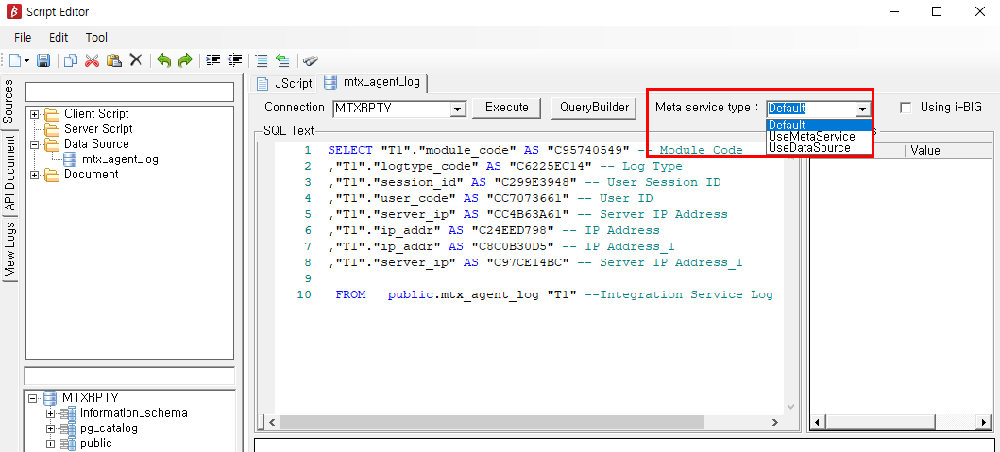 Script Editor
File Edit Tool
Sources
API Document
View Logs
Client Script
Server Script
Data Source
mtx_agent_log
Document
MTXRPTY
information_schema
pg_catalog
public
JScript mtx_agent_log
Connection MTXRPTY Execute QueryBuilder Meta service type : Default Using i-BIG
Default
UseMetaService
UseDataSource
SQL Text
Value
1 SELECT "T1"."module_code" AS "C95740549" -- Module Code
2 ,"T1"."logtype_code" AS "C6225EC14" -- Log Type
3 ,"T1"."session_id" AS "C299E3948" -- User Session ID
4 ,"T1"."user_code" AS "CC7073661" -- User ID
5 ,"T1"."server_ip" AS "CC4B63A61" -- Server IP Address
6 ,"T1"."ip_addr" AS "C24EED798" -- IP Address
7 ,"T1"."ip_addr" AS "C8C0B30D5" -- IP Address_1
8 ,"T1"."server_ip" AS "C97CE14BC" -- Server IP Address_1
9
10 FROM public.mtx_agent_log "T1" --Integration Service Log